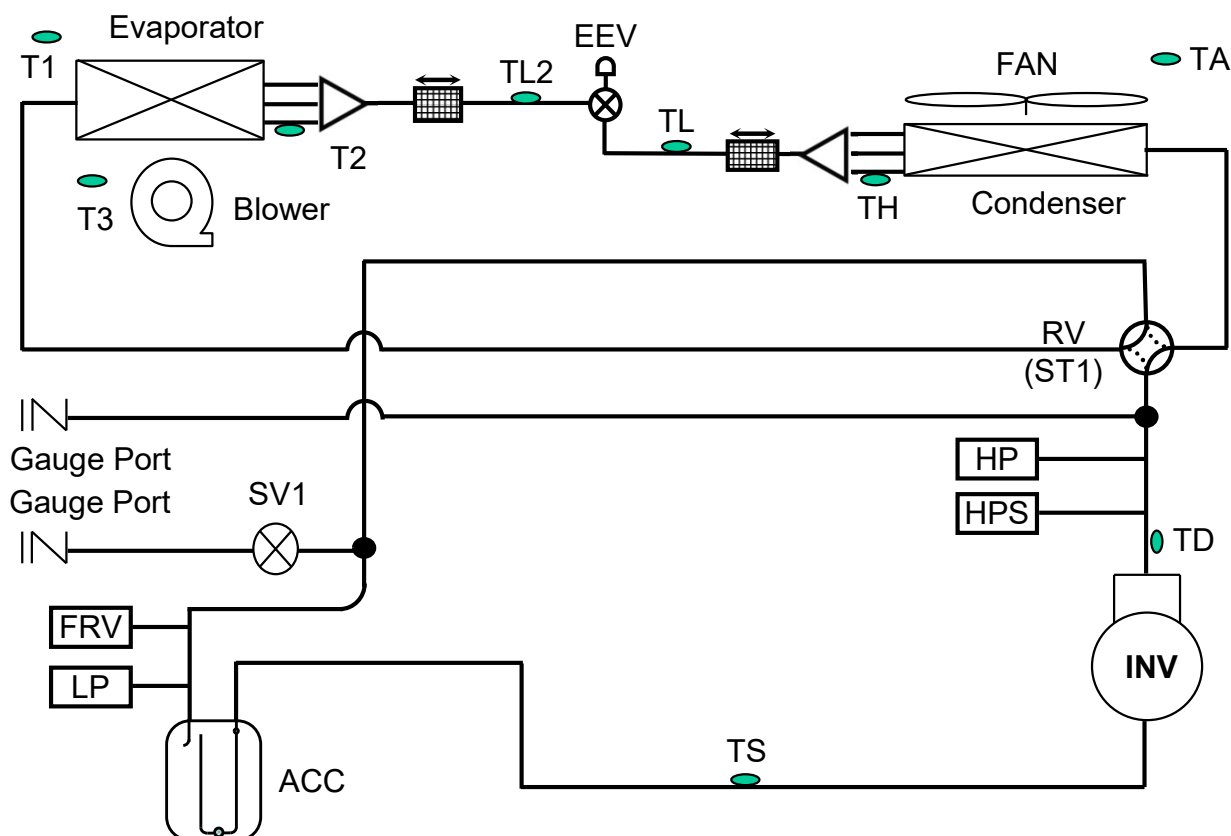 Evaporator
EEV
T1
TL2
FAN
TA
TL
T2
T3
Blower
TH
Condenser
RV
(ST1)
Gauge Port
HP
Gauge Port
SV1
HPS
TD
FRV
LP
INV
TS
ACC